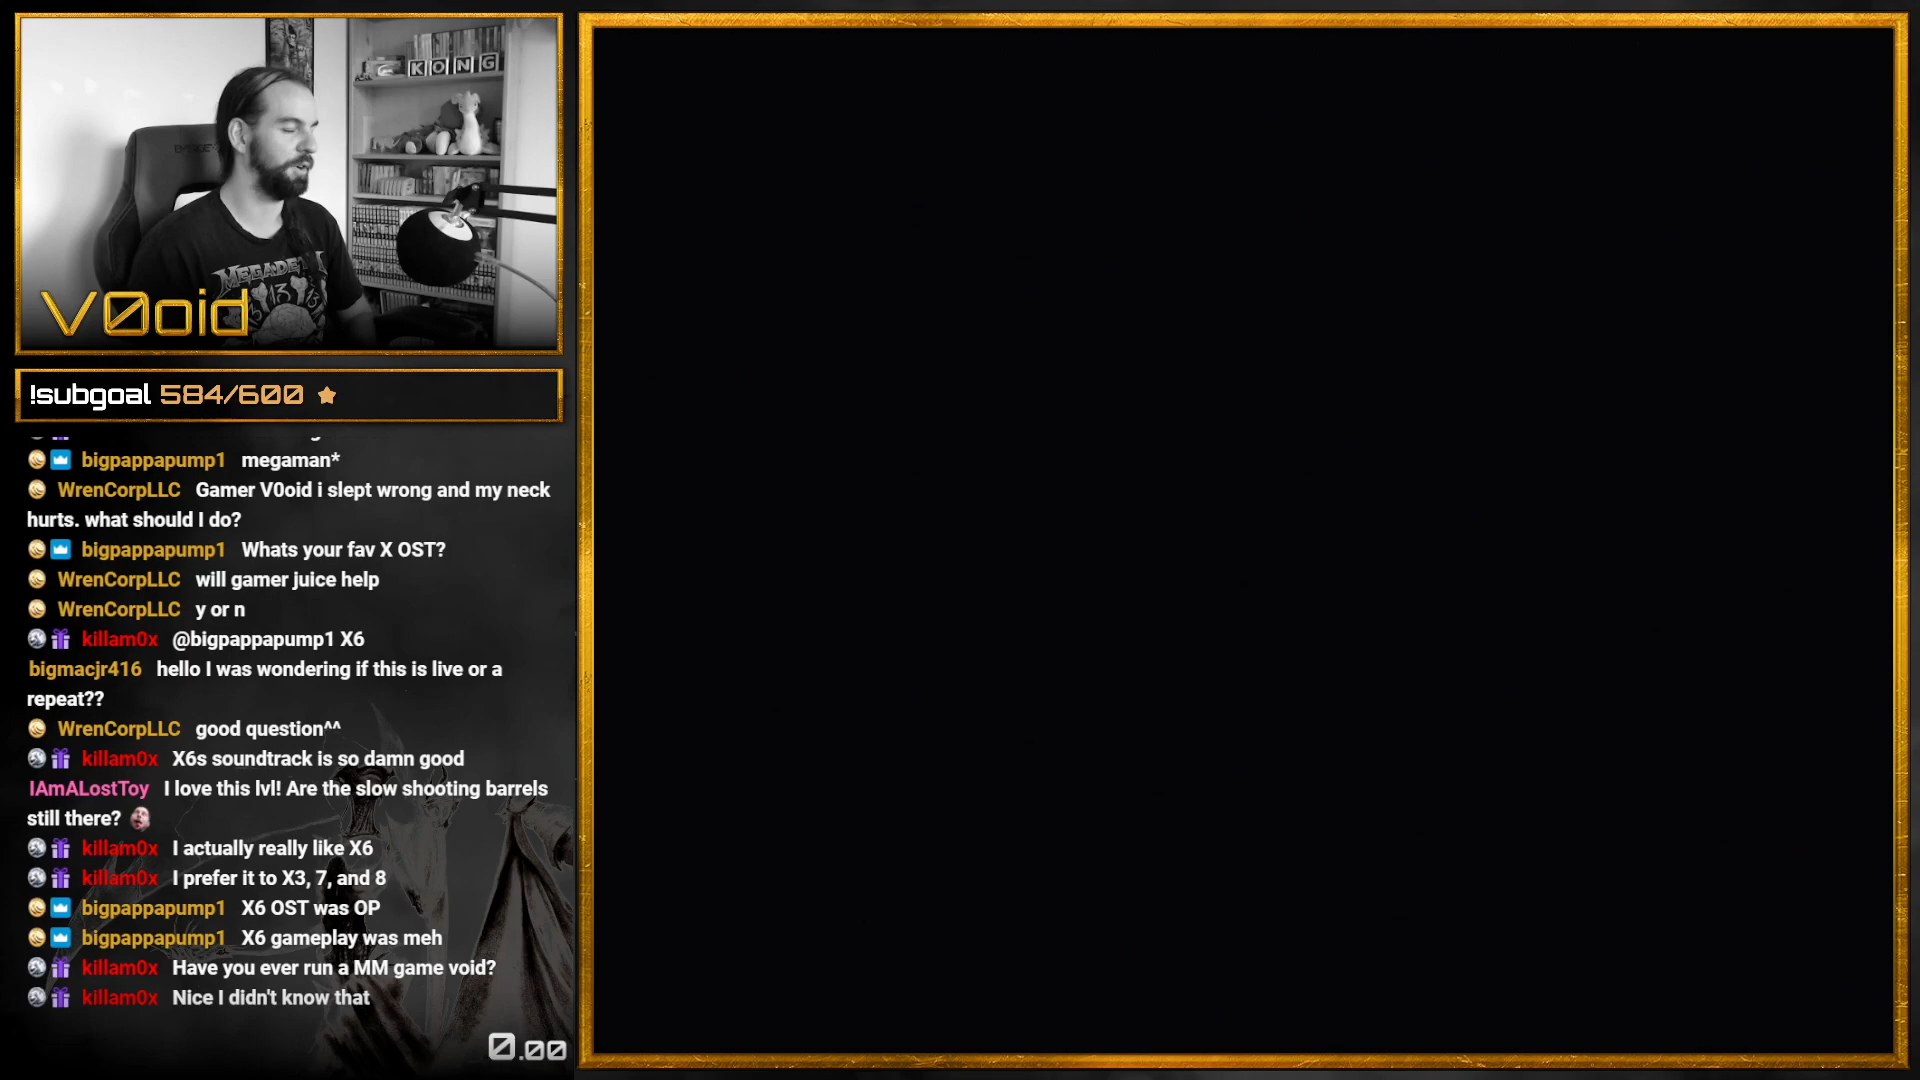 KONG
MEGADE
13
V0oid
!subgoal 584/600
bigpappapump1 megaman*
WrenCorpLLC Gamer V0oid i slept wrong and my neck
hurts. what should I do?
bigpappapump1 Whats your fav X OST?
WrenCorpLLC will gamer juice help
WrenCorpLLC y or n
killam0x @bigpappapump1 X6
bigmacjr416 hello I was wondering if this is live or a
repeat??
WrenCorpLLC good question^^
killam0x X6s soundtrack is so damn good
IAmALostToy I love this lvl! Are the slow shooting barrels
still there?
killam0x I actually really like X6
killam0x I prefer it to X3, 7, and 8
bigpappapump1 X6 OST was OP
bigpappapump1 X6 gameplay was meh
killam0x Have you ever run a MM game void?
killam0x Nice I didn't know that
0.00